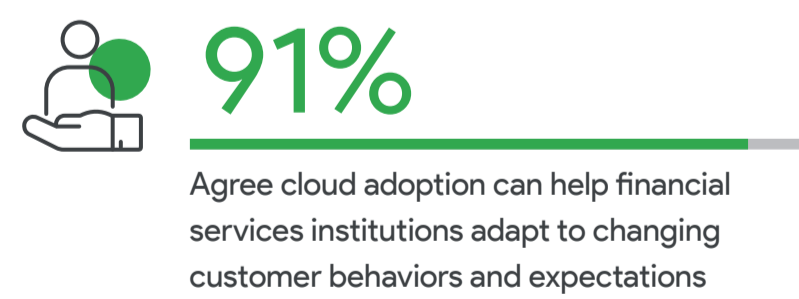 91%
Agree cloud adoption can help financial
services institutions adapt to changing
customer behaviors and expectations